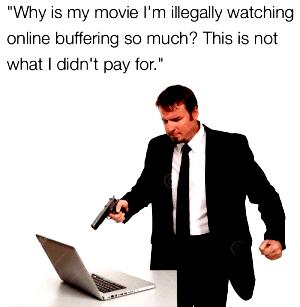 "Why is my movie I'm illegally watching
online buffering so much? This is not
what I didn't pay for."